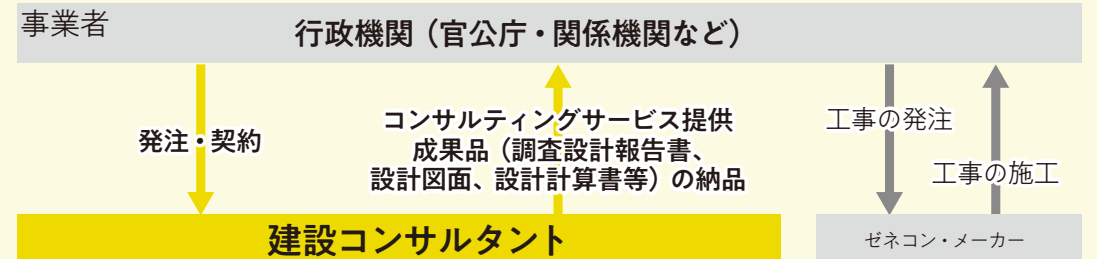 事業者
行政機関（官公庁・関係機関など）
発注・契約
コンサルティングサービス提供
成果品（調査設計報告書、
設計図面、設計計算書等）の納品
工事の発注
工事の施工
建設コンサルタント
ゼネコン・メーカー